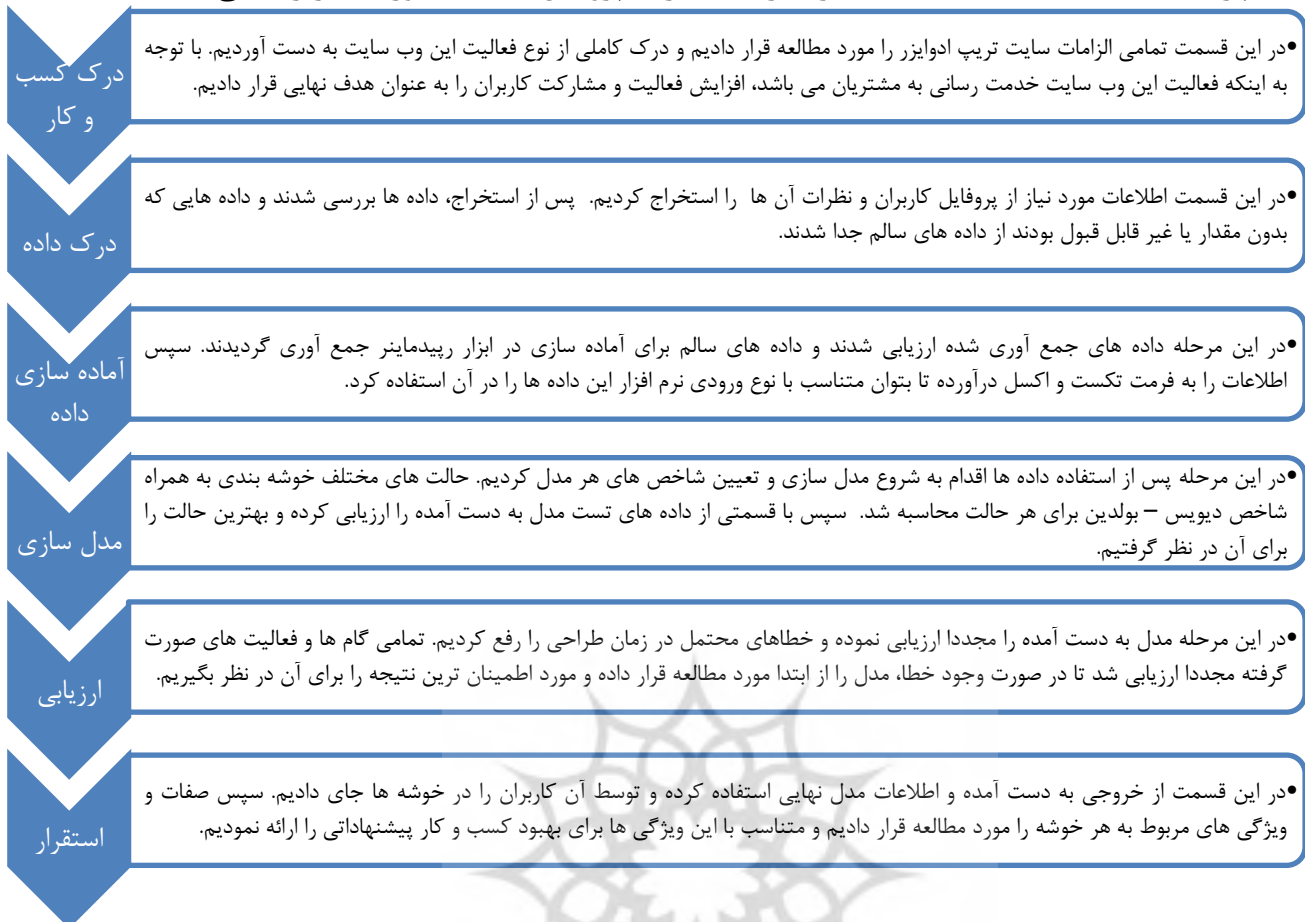 درک کسب
و کار
•در این قسمت تمامی الزامات سایت تریپ ادوایزر را مورد مطالعه قرار دادیم و درک کاملی از نوع فعالیت این وب سایت به دست آوردیم. با توجه
به اینکه فعالیت این وب سایت خدمت رسانی به مشتریان می باشد، افزایش فعالیت و مشارکت کاربران را به عنوان هدف نهایی قرار دادیم.
درک داده
•در این قسمت اطلاعات مورد نیاز از پروفایل کاربران و نظرات آن ها را استخراج کردیم. پس از استخراج، داده ها بررسی شدند و داده هایی که
بدون مقدار یا غیر قابل قبول بودند از داده های سالم جدا شدند.
آماده سازی
داده
•در این مرحله داده های جمع آوری شده ارزیابی شدند و داده های سالم برای آماده سازی در ابزار رپیدماینر جمع آوری گردیدند. سپس
اطلاعات را به فرمت تکست و اکسل درآورده تا بتوان متناسب با نوع ورودی نرم افزار این داده ها را در آن استفاده کرد.
مدل سازی
•در این مرحله پس از استفاده داده ها اقدام به شروع مدل سازی و تعیین شاخص های هر مدل کردیم. حالت های مختلف خوشه بندی به همراه
شاخص دیویس – بولدین برای هر حالت محاسبه شد. سپس با قسمتی از داده های تست مدل به دست آمده را ارزیابی کرده و بهترین حالت را
برای آن در نظر گرفتیم.
ارزیابی
•در این مرحله مدل به دست آمده را مجددا ارزیابی نموده و خطاهای محتمل در زمان طراحی را رفع کردیم. تمامی گام ها و فعالیت های صورت
گرفته مجددا ارزیابی شد تا در صورت وجود خطا، مدل را از ابتدا مورد مطالعه قرار داده و مورد اطمینان ترین نتیجه را برای آن در نظر بگیریم.
استقرار
•در این قسمت از خروجی به دست آمده و اطلاعات مدل نهایی استفاده کرده و توسط آن کاربران را در خوشه ها جای دادیم. سپس صفات و
ویژگی های مربوط به هر خوشه را مورد مطالعه قرار دادیم و متناسب با این ویژگی ها برای بهبود کسب و کار پیشنهاداتی را ارائه نمودیم.